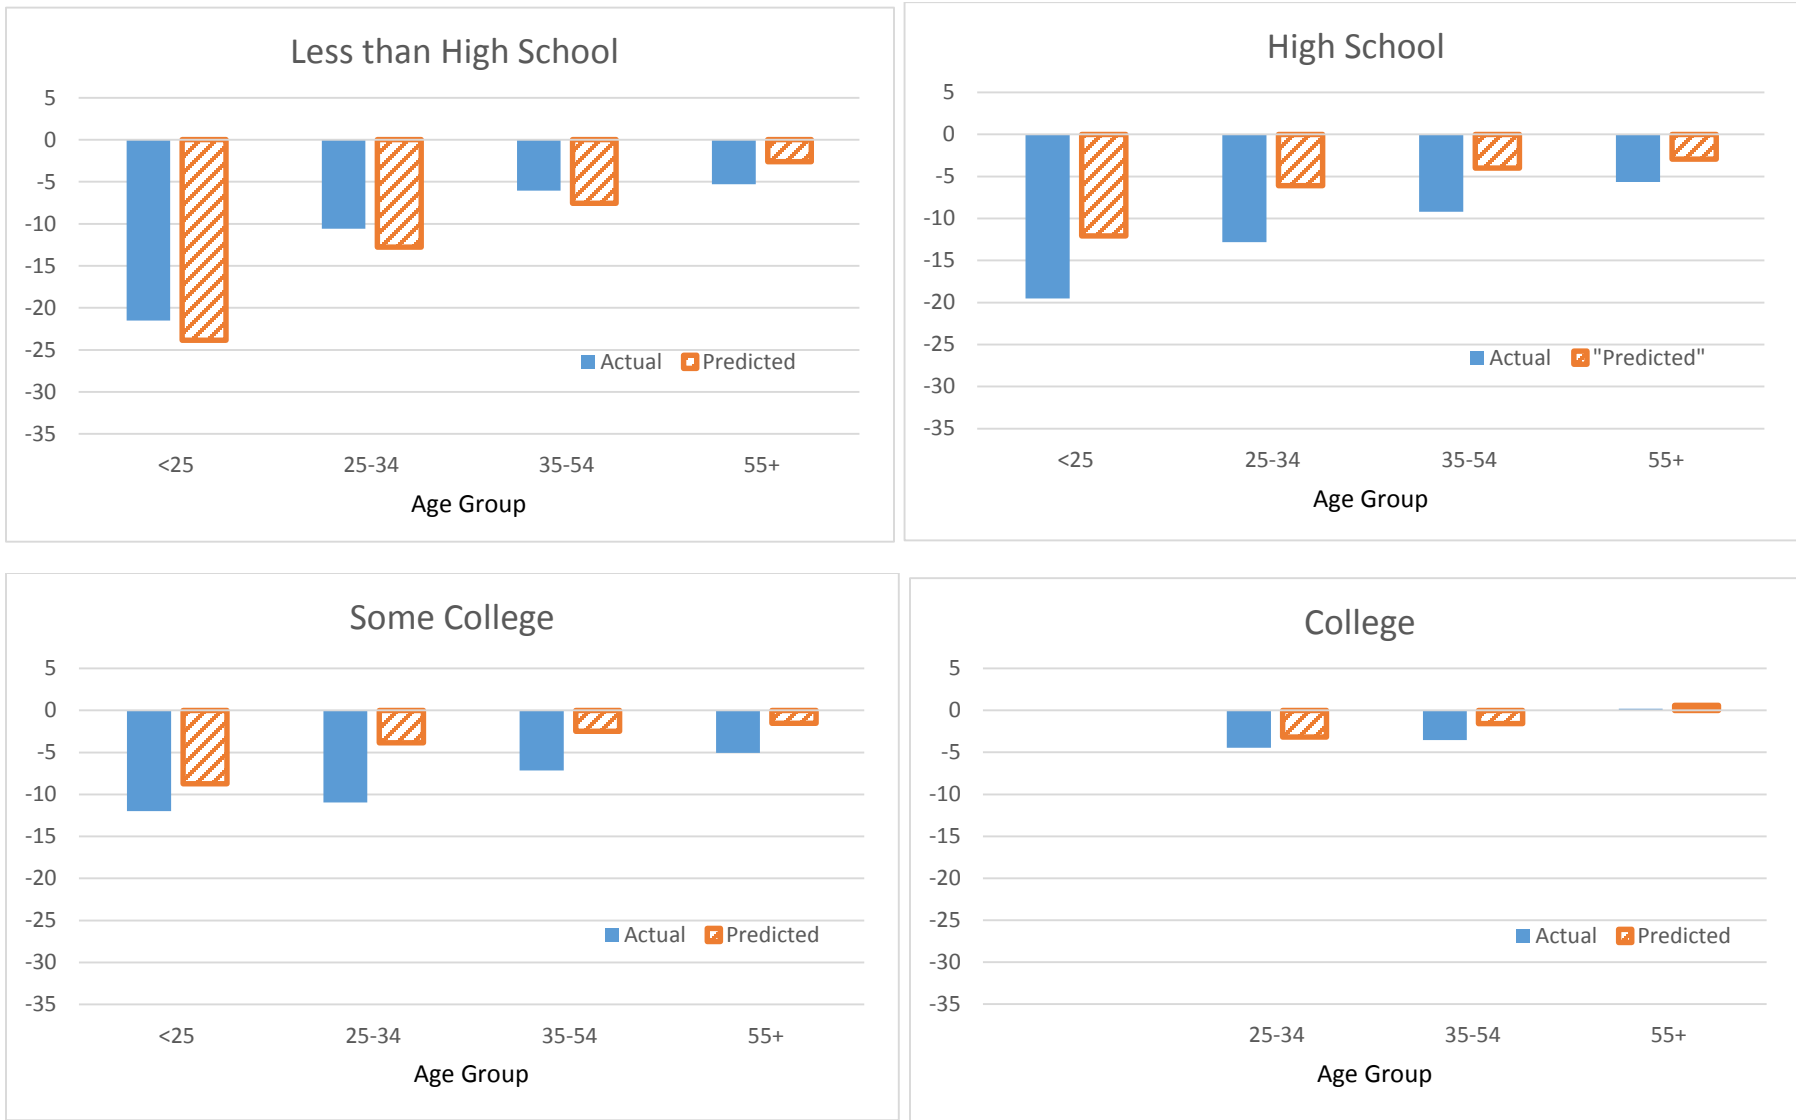 Less than High School
5
0
-5
-10
-15
-20
-25
-30
-35
Actual Predicted
<25 25-34 35-54 55+
Age Group
High School
5
0
-5
-10
-15
-20
-25
-30
-35
Actual "Predicted"
<25 25-34 35-54 55+
Age Group
Some College
5
0
-5
-10
-15
-20
-25
-30
-35
Actual Predicted
<25 25-34 35-54 55+
Age Group
College
5
0
-5
-10
-15
-20
-25
-30
-35
Actual Predicted
25-34 35-54 55+
Age Group